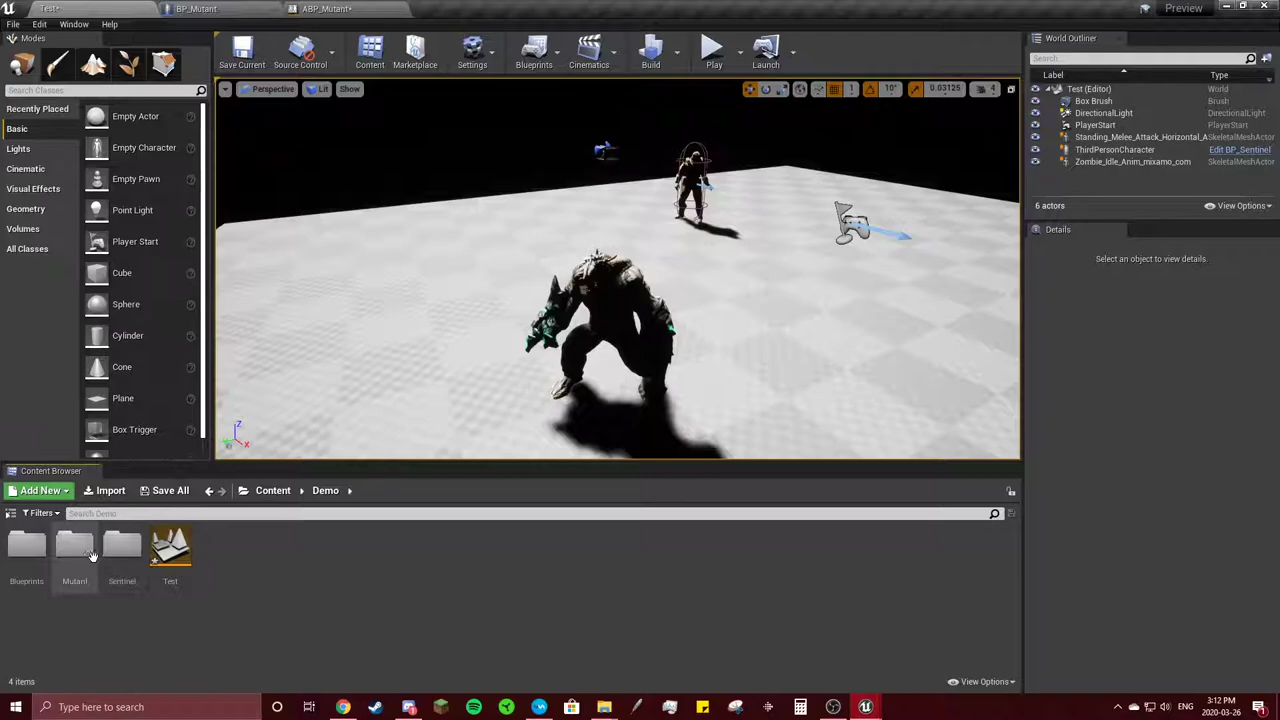 Test*
BP_Mutant
ABP_Mutant*
Preview
File
Edit
Window
Help
Modes
Search Classes
Recently Placed
Basic
Lights
Cinematic
Visual Effects
Geometry
Volumes
All Classes
Empty Actor
Empty Character
Empty Pawn
Point Light
Player Start
Cube
Sphere
Cylinder
Cone
Plane
Box Trigger
Save Current
Source Control
Content
Marketplace
Settings
Blueprints
Cinematics
Build
Play
Launch
Perspective
Lit
Show
1
10°
0.03125
4
Z
X
World Outliner
Search...
Label
Type
Test (Editor)
World
Box Brush
Brush
DirectionalLight
DirectionalLight
PlayerStart
PlayerStart
Standing_Melee_Attack_Horizontal_A
SkeletalMeshActor
ThirdPersonCharacter
Edit BP_Sentinel
Zombie_Idle_Anim_mixamo_com
SkeletalMeshActor
6 actors
View Options
Details
Select an object to view details.
Content Browser
Add New
Import
Save All
Content
Demo
Filters
Search Demo
Blueprints
Mutant
Sentinel
Test
4 items
View Options
Type here to search
3:12 PM
2020-03-26